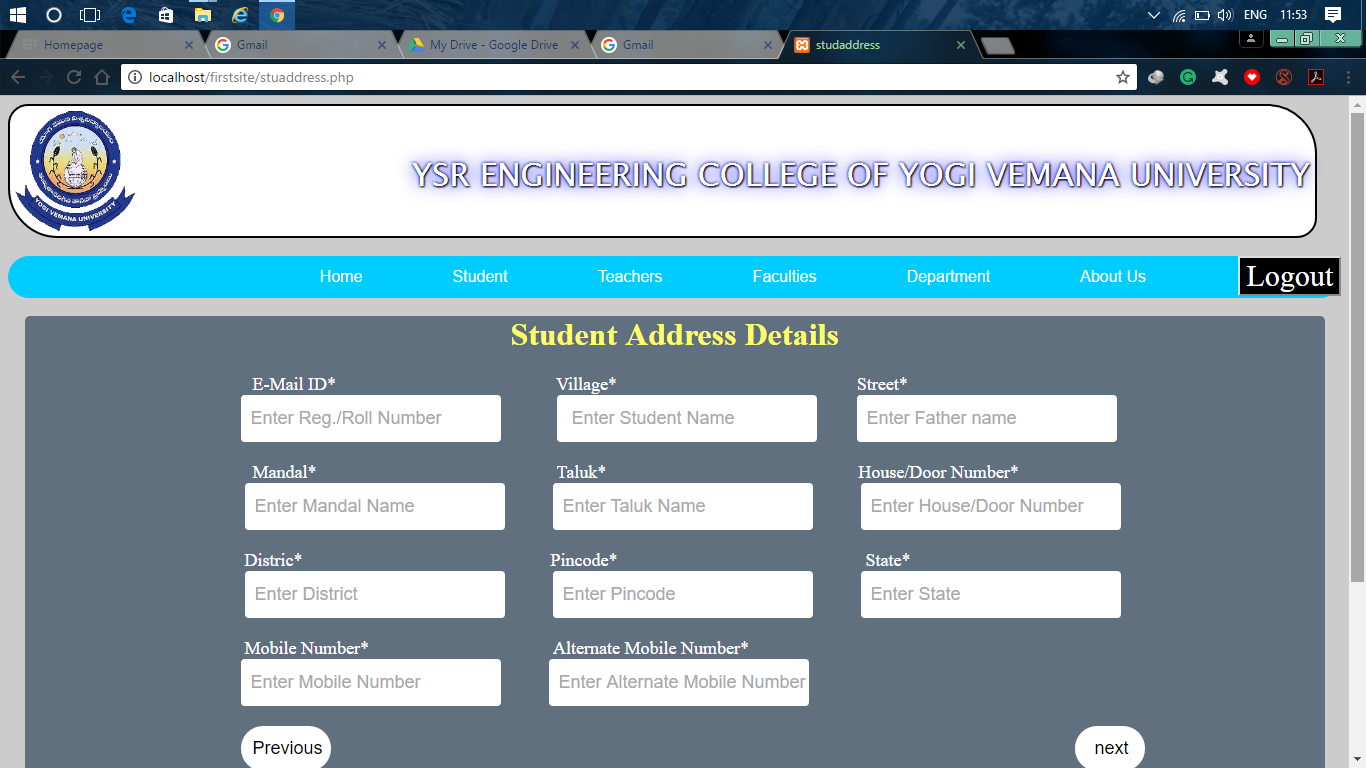 ENG 11:53
Homepage Gmail My Drive - Google Drive Gmail studaddress
localhost/firstsite/stuaddress.php
YOGI VEMANA UNIVERSITY
YSR ENGINEERING COLLEGE OF YOGI VEMANA UNIVERSITY
Home Student Teachers Faculties Department About Us Logout
Student Address Details
E-Mail ID* Village* Street*
Enter Reg./Roll Number Enter Student Name Enter Father name
Mandal* Taluk* House/Door Number*
Enter Mandal Name Enter Taluk Name Enter House/Door Number
Distric* Pincode* State*
Enter District Enter Pincode Enter State
Mobile Number* Alternate Mobile Number*
Enter Mobile Number Enter Alternate Mobile Number
Previous next